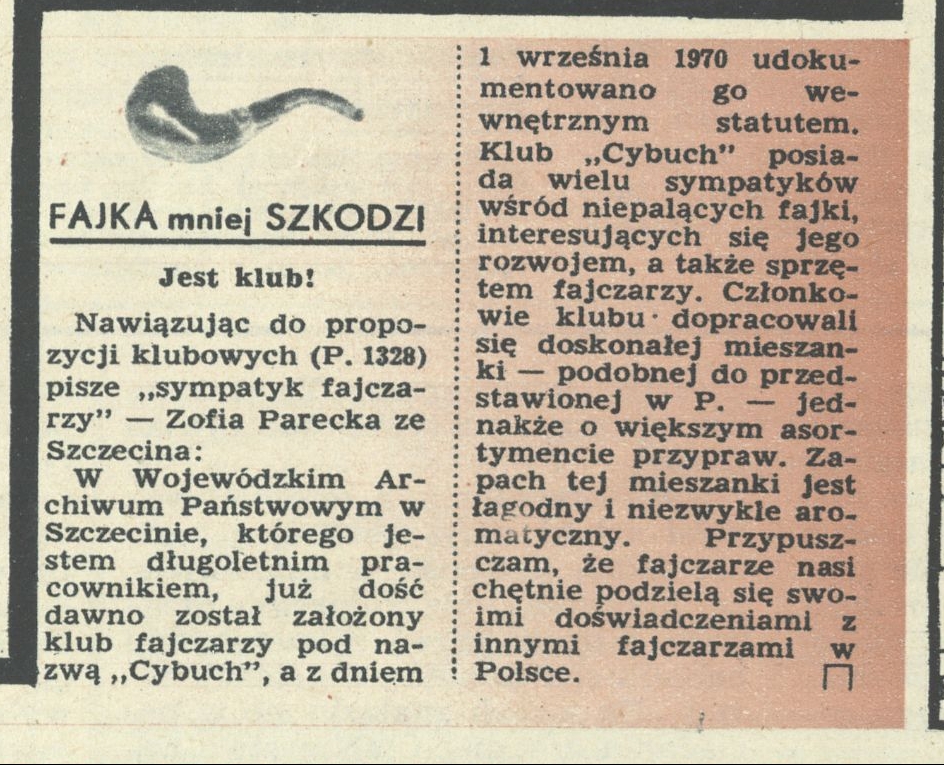 FAJKA mniej SZKODZI
Jest klub!
Nawiązując do propo-
zycji klubowych (P. 1328)
pisze „sympatyk fajcza-
rzy” — Zofia Parecka ze
Szczecina:
W Wojewódzkim Ar-
chiwum Państwowym w
Szczecinie, którego je-
stem długoletnim pra-
cownikiem, już dość
dawno został założony
klub fajczarzy pod na-
zwą „Cybuch”, a z dniem
1 września 1970 udoku-
mentowano go we-
wnętrznym statutem.
Klub „Cybuch” posia-
da wielu sympatyków
wśród niepalących fajki,
interesujących się jego
rozwojem, a także sprzę-
tem fajczarzy. Członko-
wie klubu dopracowali
się doskonałej mieszan-
ki — podobnej do przed-
stawionej w P. — jed-
nakże o większym asor-
tymencie przypraw. Za-
pach tej mieszanki jest
łagodny i niezwykle aro-
matyczny. Przypusz-
czam, że fajczarze nasi
chętnie podzielą się swo-
imi doświadczeniami z
innymi fajczarzami w
Polsce.